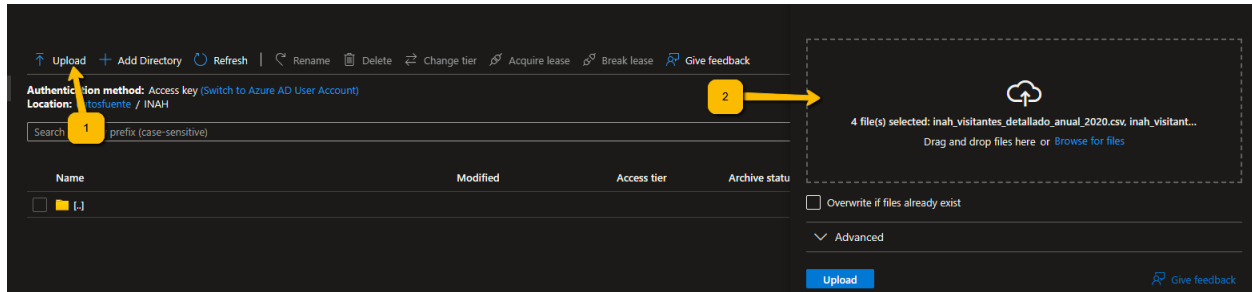 Upload Add Directory Refresh Rename Delete Change tier Acquire lease Break lease Give feedback
Authentication method: Access key (Switch to Azure AD User Account)
Location: / INAH
Search prefix (case-sensitive)
1
Name Modified Access tier Archive statu
[..]
2
4 file(s) selected: inah_visitantes_detallado_anual_2020.csv, inah_visitant...
Drag and drop files here or Browse for files
Overwrite if files already exist
Advanced
Upload
Give feedback